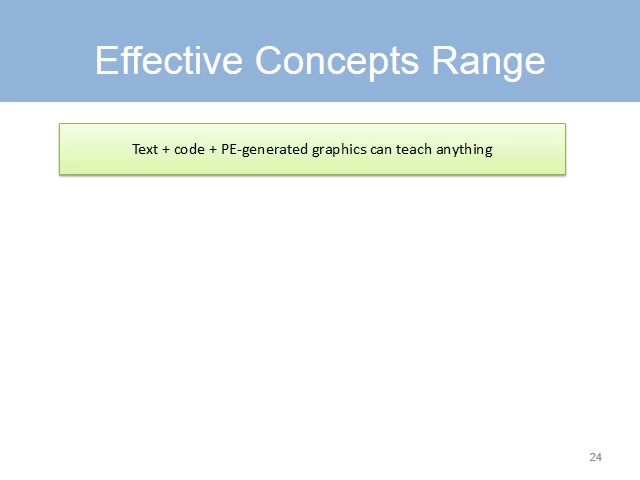 Effective Concepts Range
Text + code + PE-generated graphics can teach anything
24